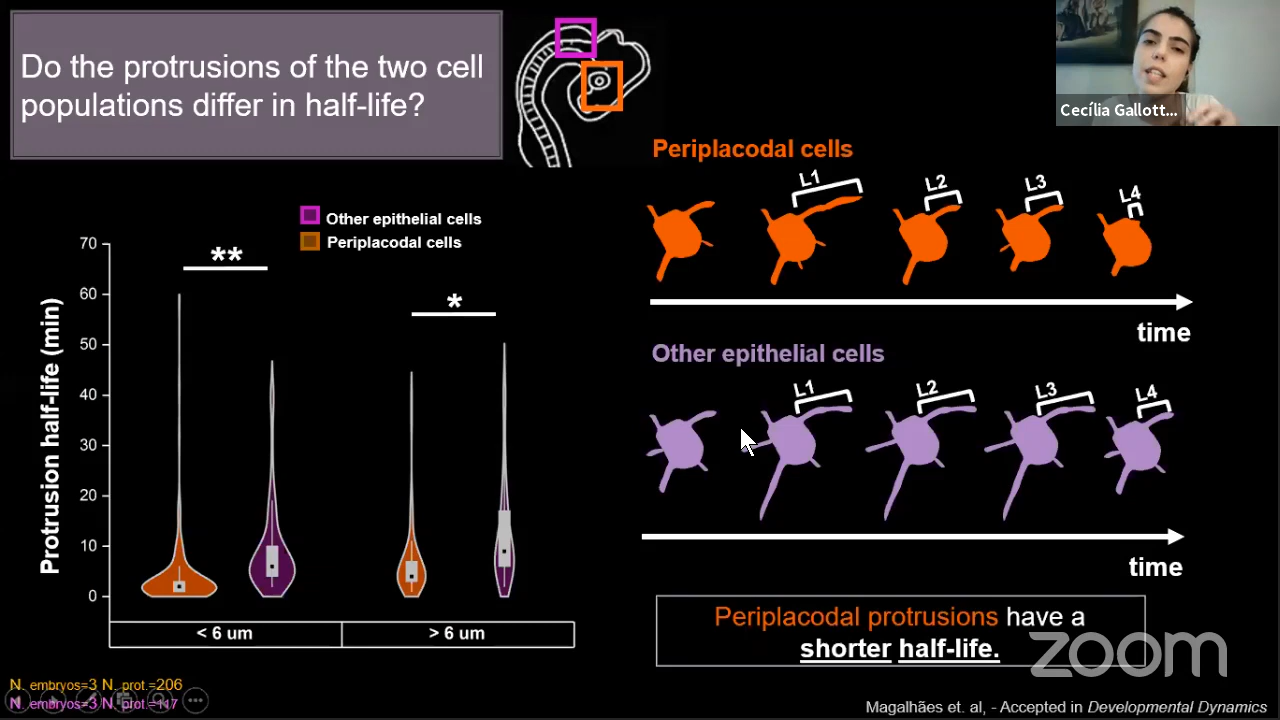 Do the protrusions of the two cell
populations differ in half-life?
Cecília Gallott...
Periplacodal cells
L1
L2
L3
L4
time
Other epithelial cells
L1
L2
L3
L4
time
Other epithelial cells
Periplacodal cells
Protrusion half-life (min)
70
60
50
40
30
20
10
0
**
*
< 6 um
> 6 um
Periplacodal protrusions have a
shorter half-life.
zoom
N. embryos=3 N. prot.=206
N. embryos=3 N. prot.=117
Magalhães et. al, - Accepted in Developmental Dynamics